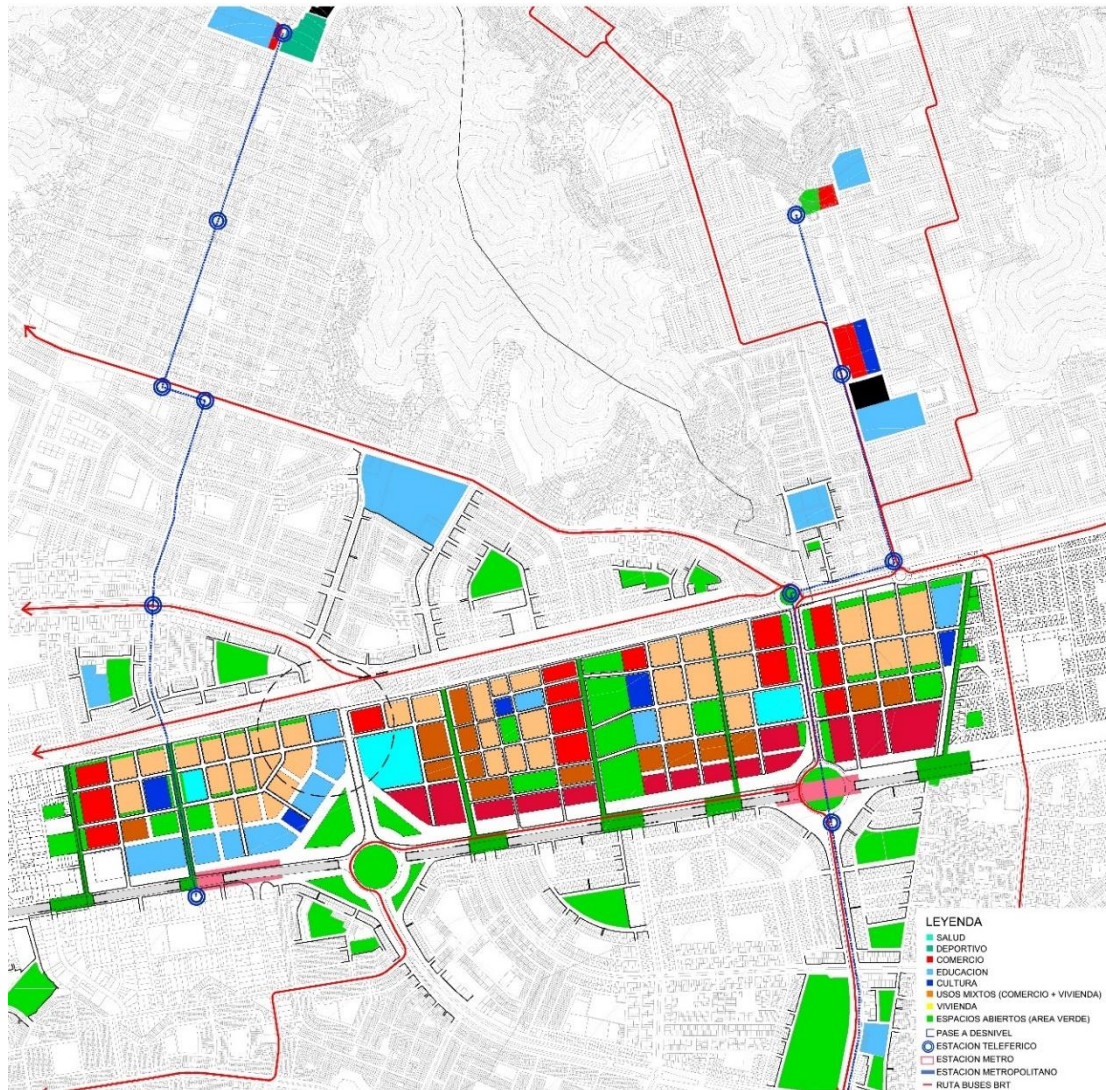 LEYENDA
SALUD
DEPORTIVO
COMERCIO
EDUCACION
CULTURA
USOS MIXTOS (COMERCIO + VIVIENDA)
VIVIENDA
ESPACIOS ABIERTOS (AREA VERDE)
PASE A DESNIVEL
ESTACION TELEFERICO
ESTACION METRO
ESTACION METROPOLITANO
RUTA BUSES BRT